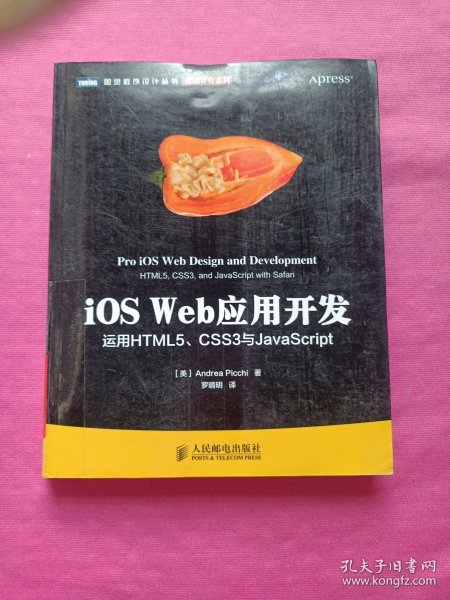 TURING 图灵程序设计丛书
Apress®
Pro iOS Web Design and Development
HTML5, CSS3, and JavaScript with Safari
iOS Web应用开发
运用HTML5、CSS3与JavaScript
[美] Andrea Picchi 著
罗晴明 译
人民邮电出版社
POSTS & TELECOM PRESS
孔夫子旧书网
www.kongfz.com